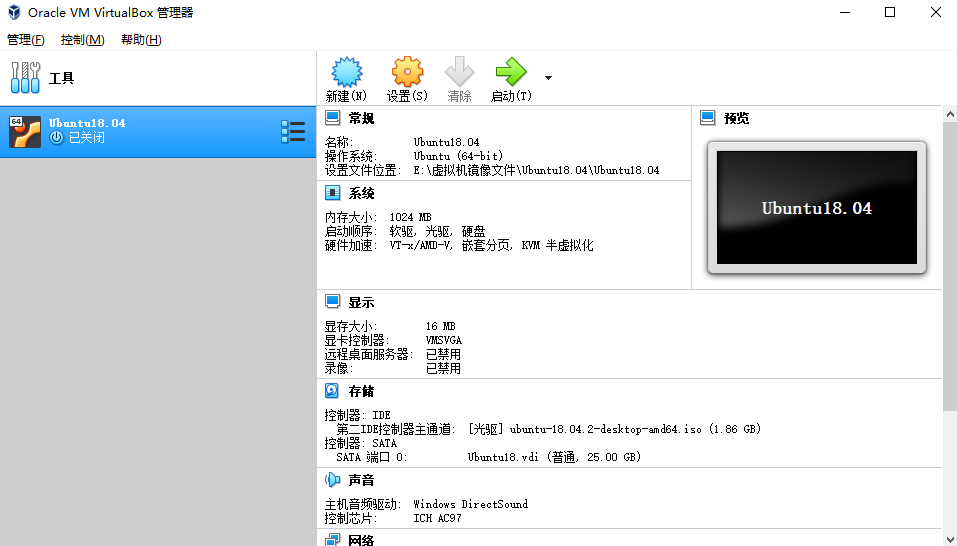 Oracle VM VirtualBox 管理器
管理(F) 控制(M) 帮助(H)
工具
新建(N) 设置(S) 清除 启动(T)
64 Ubuntu18.04
已关闭
常规
名称: Ubuntu18.04
操作系统: Ubuntu (64-bit)
设置文件位置: E:\虚拟机镜像文件\Ubuntu18.04\Ubuntu18.04
预览
Ubuntu18.04
系统
内存大小: 1024 MB
启动顺序: 软驱, 光驱, 硬盘
硬件加速: VT-x/AMD-V, 嵌套分页, KVM 半虚拟化
显示
显存大小: 16 MB
显卡控制器: VMSVGA
远程桌面服务器: 已禁用
录像: 已禁用
存储
控制器: IDE
第二IDE控制器主通道: [光驱] ubuntu-18.04.2-desktop-amd64.iso (1.86 GB)
控制器: SATA
SATA 端口 0: Ubuntu18.vdi (普通, 25.00 GB)
声音
主机音频驱动: Windows DirectSound
控制芯片: ICH AC97
网络